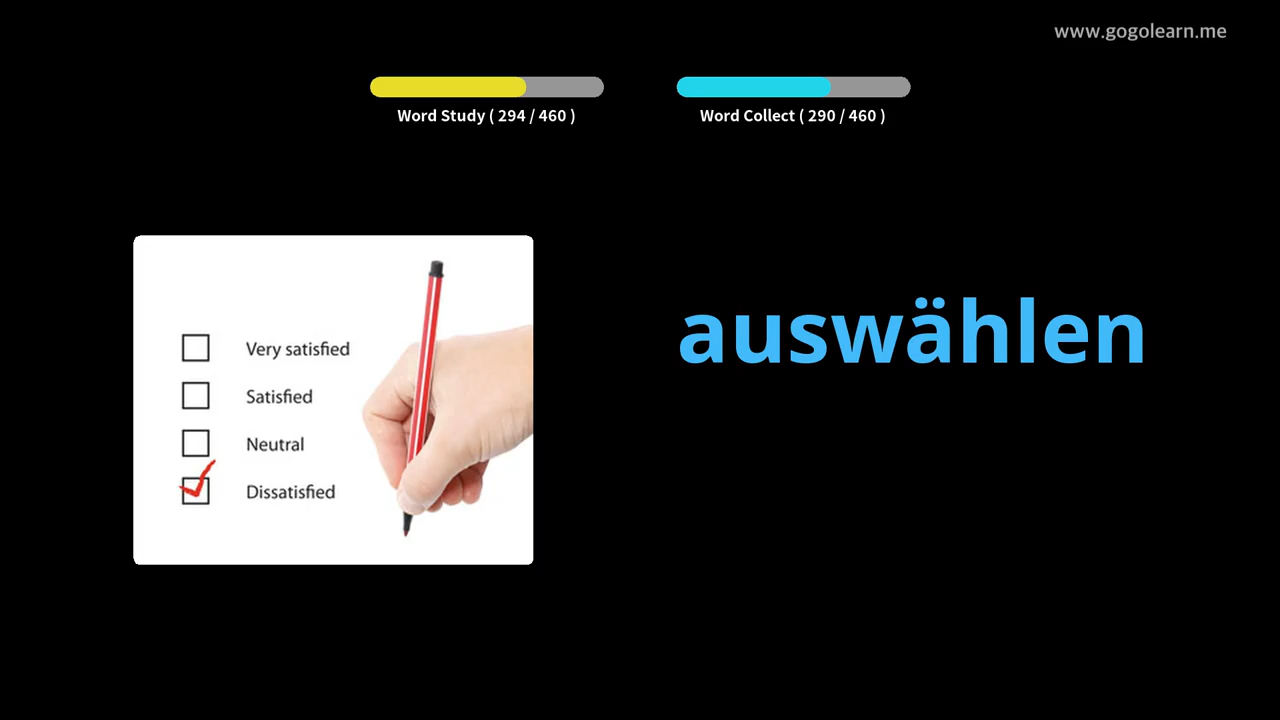 www.gogolearn.me
Word Study ( 294 / 460 )
Word Collect ( 290 / 460 )
Very satisfied
Satisfied
Neutral
Dissatisfied
auswählen